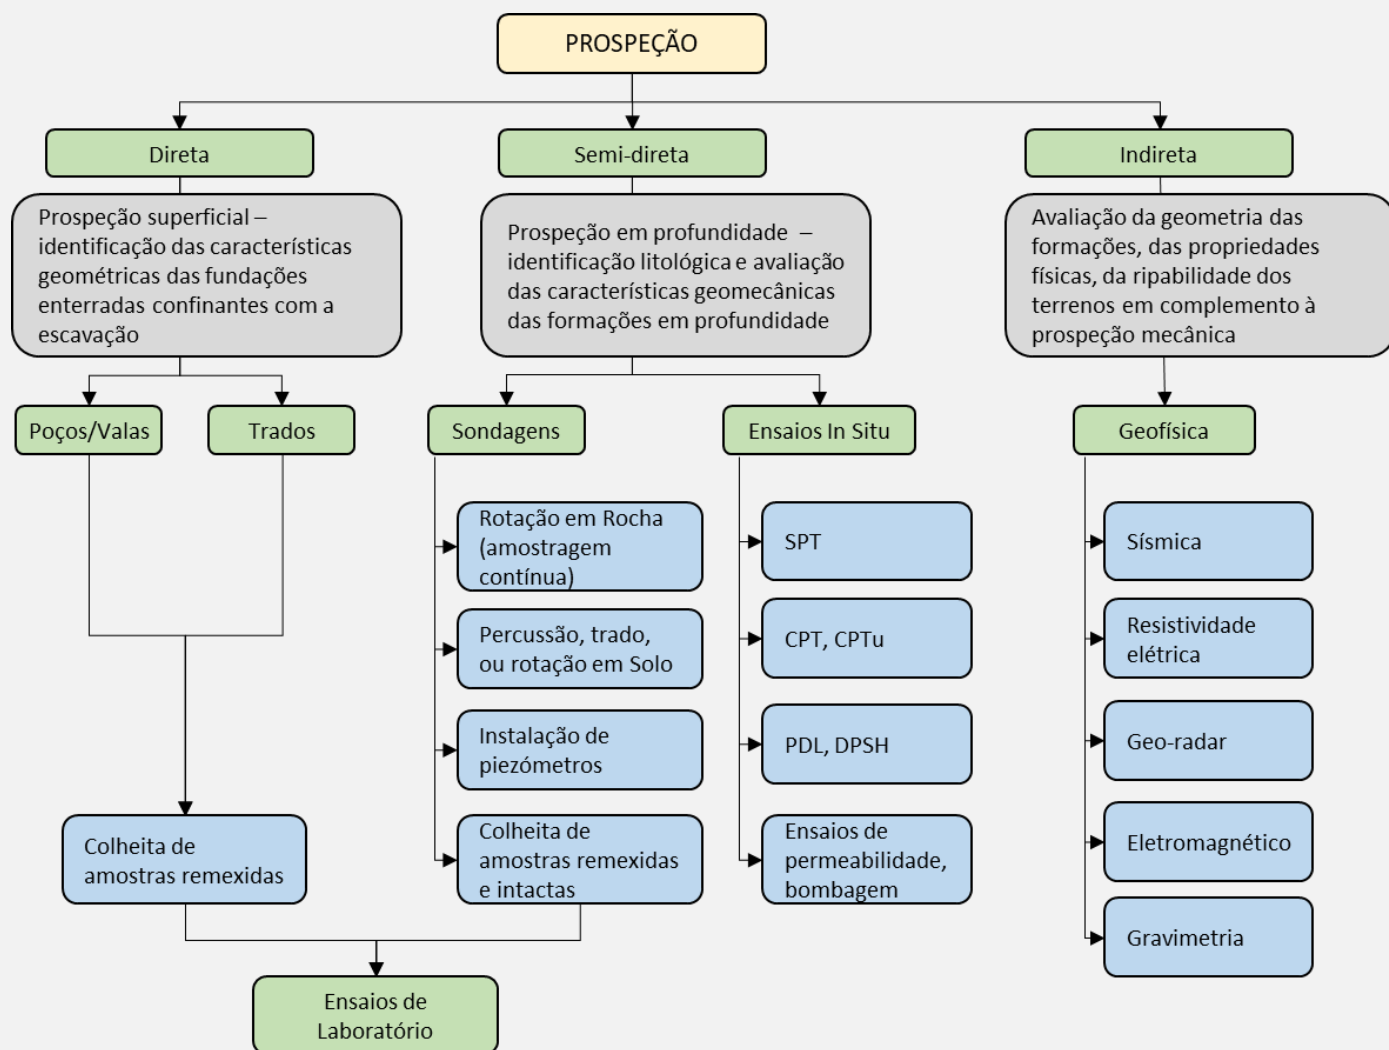 PROSPEÇÃO
Direta
Semi-direta
Indireta
Prospeção superficial –
identificação das características
geométricas das fundações
enterradas confinantes com a
escavação
Prospeção em profundidade –
identificação litológica e avaliação
das características geomecânicas
das formações em profundidade
Avaliação da geometria das
formações, das propriedades
físicas, da ripabilidade dos
terrenos em complemento à
prospeção mecânica
Poços/Valas
Trados
Sondagens
Ensaios In Situ
Geofísica
Rotação em Rocha
(amostragem
contínua)
Percussão, trado,
ou rotação em Solo
Instalação de
piezómetros
Colheita de
amostras remexidas
e intactas
SPT
CPT, CPTu
PDL, DPSH
Ensaios de
permeabilidade,
bombagem
Sísmica
Resistividade
elétrica
Geo-radar
Eletromagnético
Gravimetria
Colheita de
amostras remexidas
Ensaios de
Laboratório